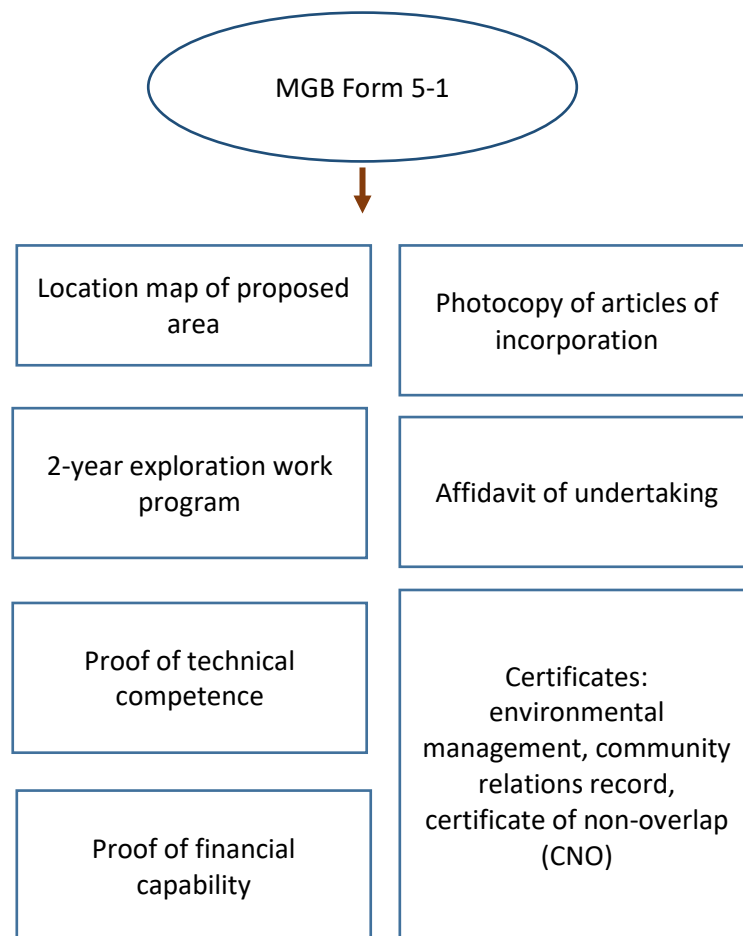 MGB Form 5-1
Location map of proposed
area
Photocopy of articles of
incorporation
2-year exploration work
program
Affidavit of undertaking
Proof of technical
competence
Certificates:
environmental
management, community
relations record,
certificate of non-overlap
(CNO)
Proof of financial
capability